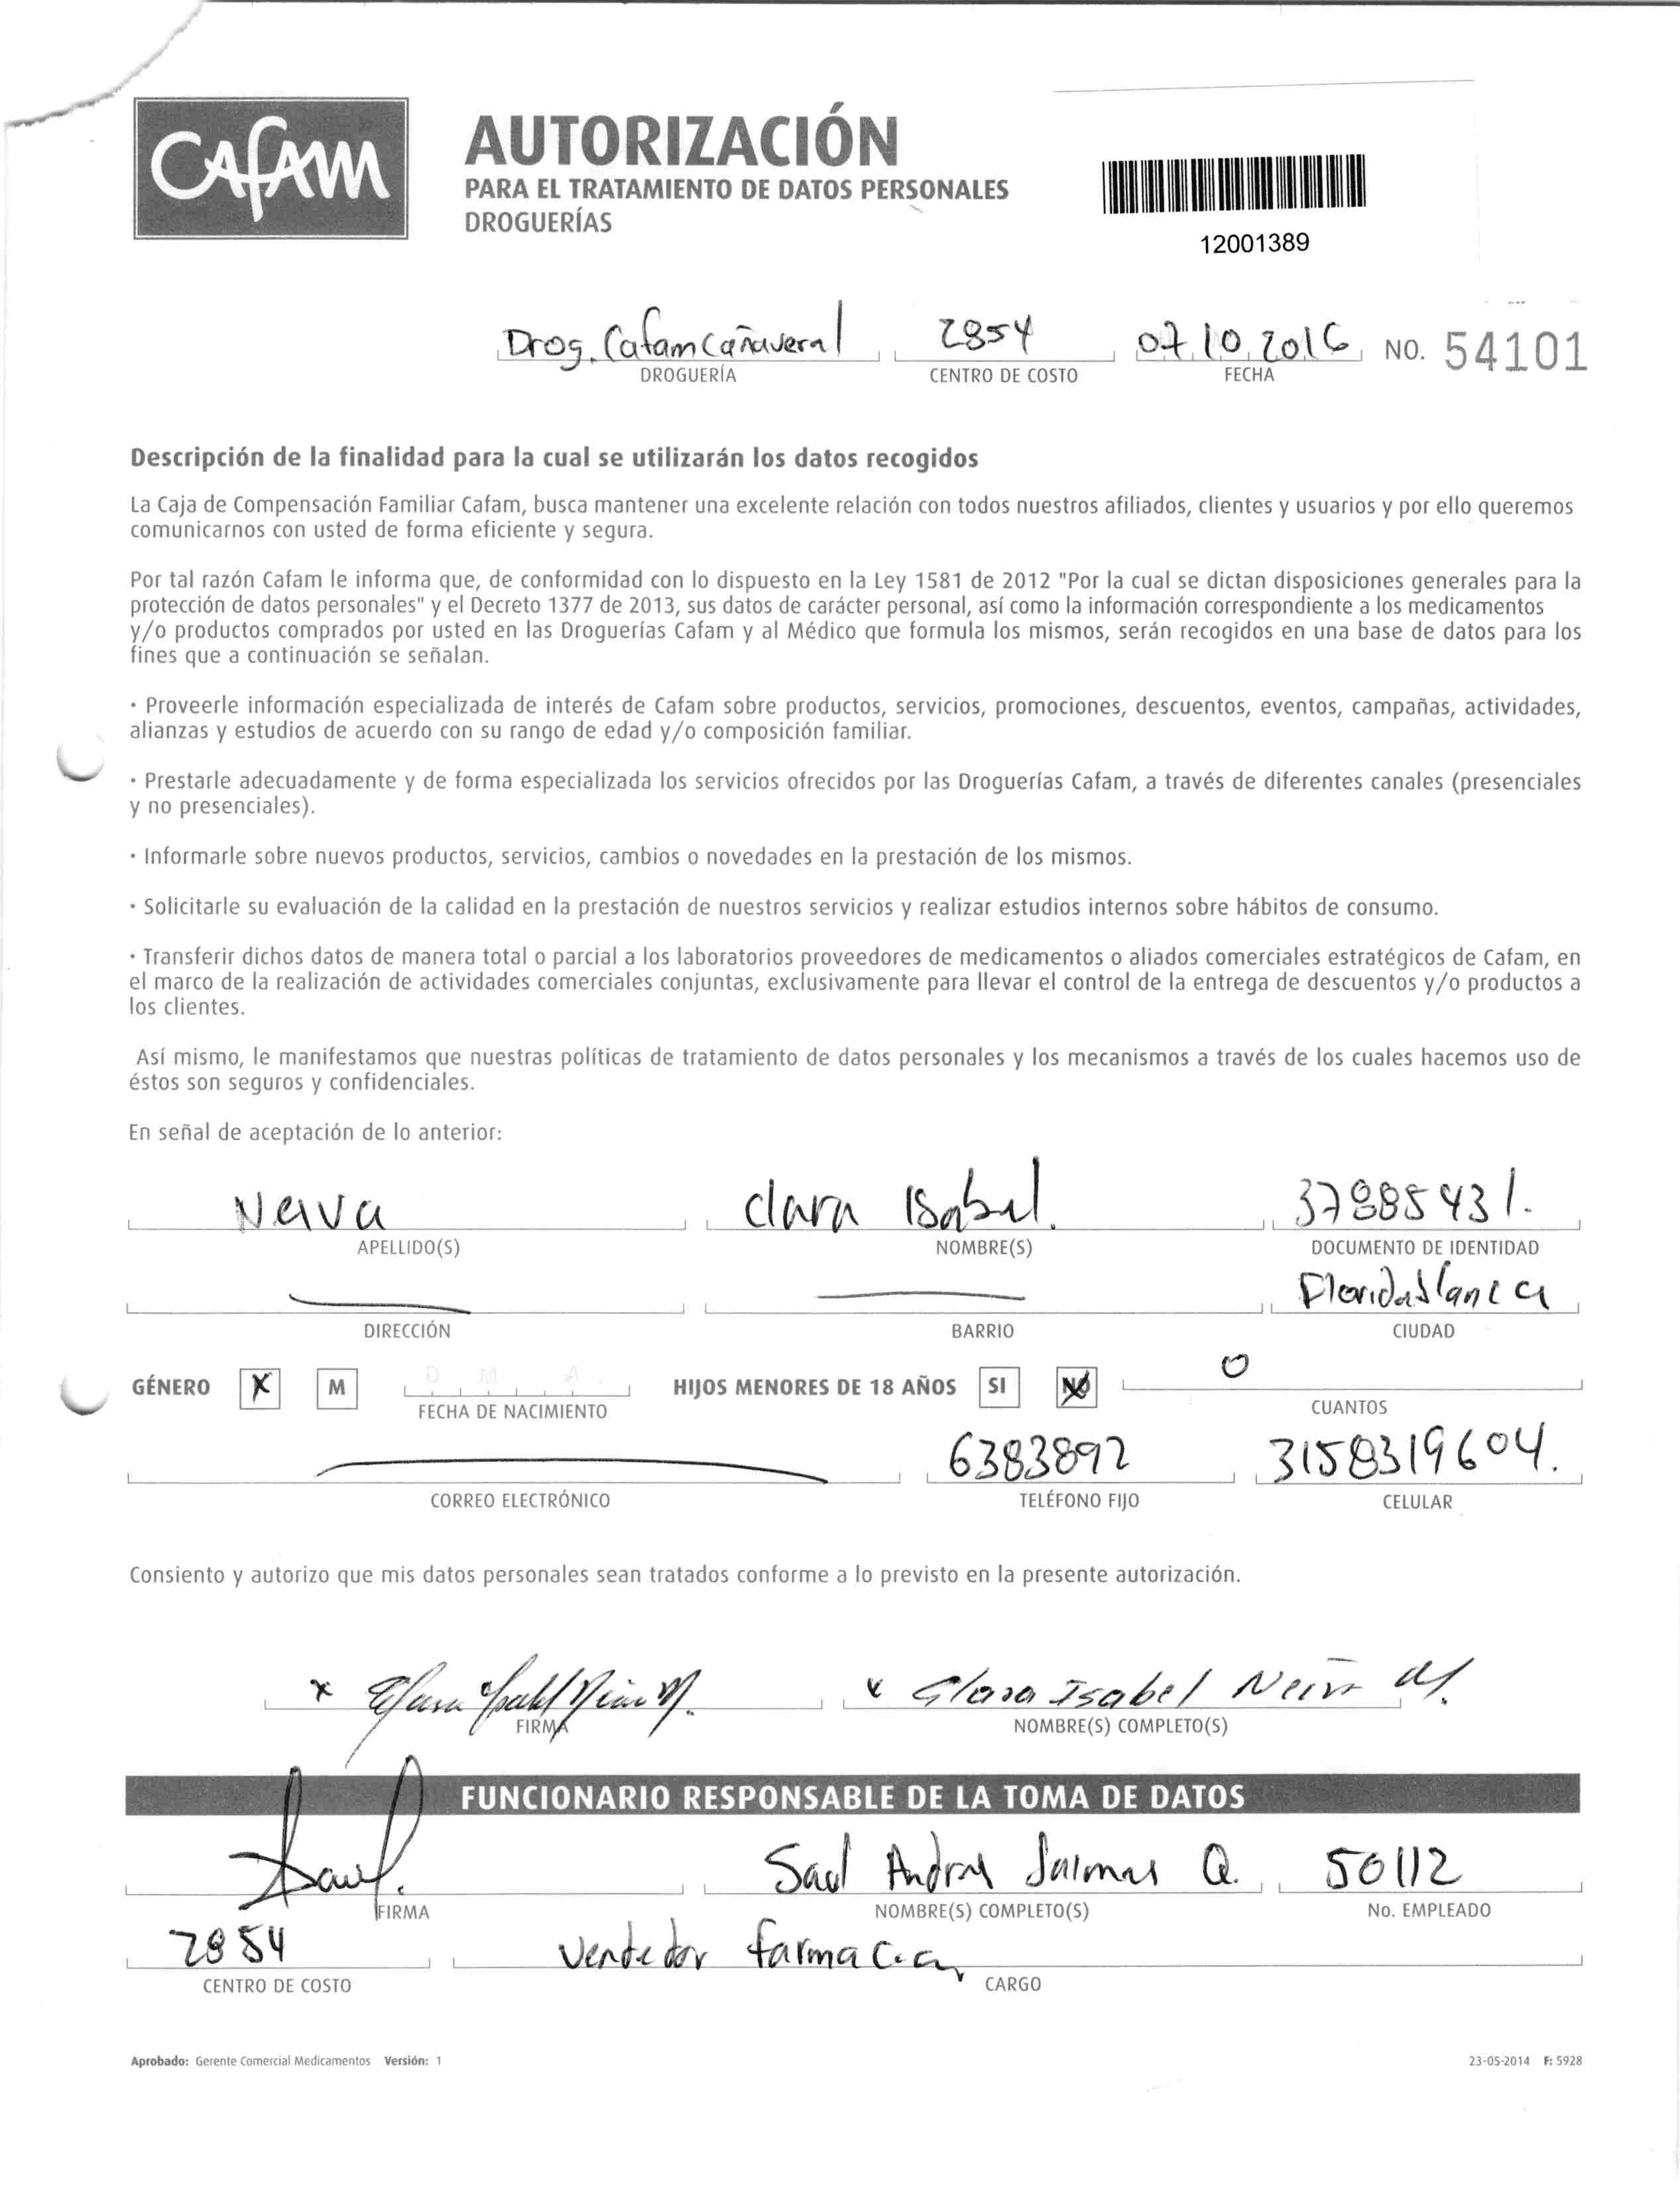 CAFAM
AUTORIZACIÓN
PARA EL TRATAMIENTO DE DATOS PERSONALES
DROGUERÍAS
12001389
Drog. Cafam Cañaveral 2854 07 10 2016 NO. 54101
DROGUERÍA CENTRO DE COSTO FECHA
Descripción de la finalidad para la cual se utilizarán los datos recogidos
La Caja de Compensación Familiar Cafam, busca mantener una excelente relación con todos nuestros afiliados, clientes y usuarios y por ello queremos
comunicarnos con usted de forma eficiente y segura.
Por tal razón Cafam le informa que, de conformidad con lo dispuesto en la Ley 1581 de 2012 "Por la cual se dictan disposiciones generales para la
protección de datos personales" y el Decreto 1377 de 2013, sus datos de carácter personal, así como la información correspondiente a los medicamentos
y/o productos comprados por usted en las Droguerías Cafam y al Médico que formula los mismos, serán recogidos en una base de datos para los
fines que a continuación se señalan.
· Proveerle información especializada de interés de Cafam sobre productos, servicios, promociones, descuentos, eventos, campañas, actividades,
alianzas y estudios de acuerdo con su rango de edad y/o composición familiar.
· Prestarle adecuadamente y de forma especializada los servicios ofrecidos por las Droguerías Cafam, a través de diferentes canales (presenciales
y no presenciales).
· Informarle sobre nuevos productos, servicios, cambios o novedades en la prestación de los mismos.
· Solicitarle su evaluación de la calidad en la prestación de nuestros servicios y realizar estudios internos sobre hábitos de consumo.
· Transferir dichos datos de manera total o parcial a los laboratorios proveedores de medicamentos o aliados comerciales estratégicos de Cafam, en
el marco de la realización de actividades comerciales conjuntas, exclusivamente para llevar el control de la entrega de descuentos y/o productos a
los clientes.
Así mismo, le manifestamos que nuestras políticas de tratamiento de datos personales y los mecanismos a través de los cuales hacemos uso de
éstos son seguros y confidenciales.
En señal de aceptación de lo anterior:
Neiva clara Isabel. 37885431.
APELLIDO(S) NOMBRE(S) DOCUMENTO DE IDENTIDAD
Floridablanca
DIRECCIÓN BARRIO CIUDAD
GÉNERO X M D M A HIJOS MENORES DE 18 AÑOS SI NO 0
FECHA DE NACIMIENTO CUANTOS
6383892 3158319604.
CORREO ELECTRÓNICO TELÉFONO FIJO CELULAR
Consiento y autorizo que mis datos personales sean tratados conforme a lo previsto en la presente autorización.
x Clara Isabel Neiva M. x Clara Isabel Neiva M.
FIRMA NOMBRE(S) COMPLETO(S)
FUNCIONARIO RESPONSABLE DE LA TOMA DE DATOS
Saul Andres Jaimes Q. 50112
FIRMA NOMBRE(S) COMPLETO(S) No. EMPLEADO
2854 Vendedor farmacia
CENTRO DE COSTO CARGO
Aprobado: Gerente Comercial Medicamentos Versión: 1 23-05-2014 F: 5928